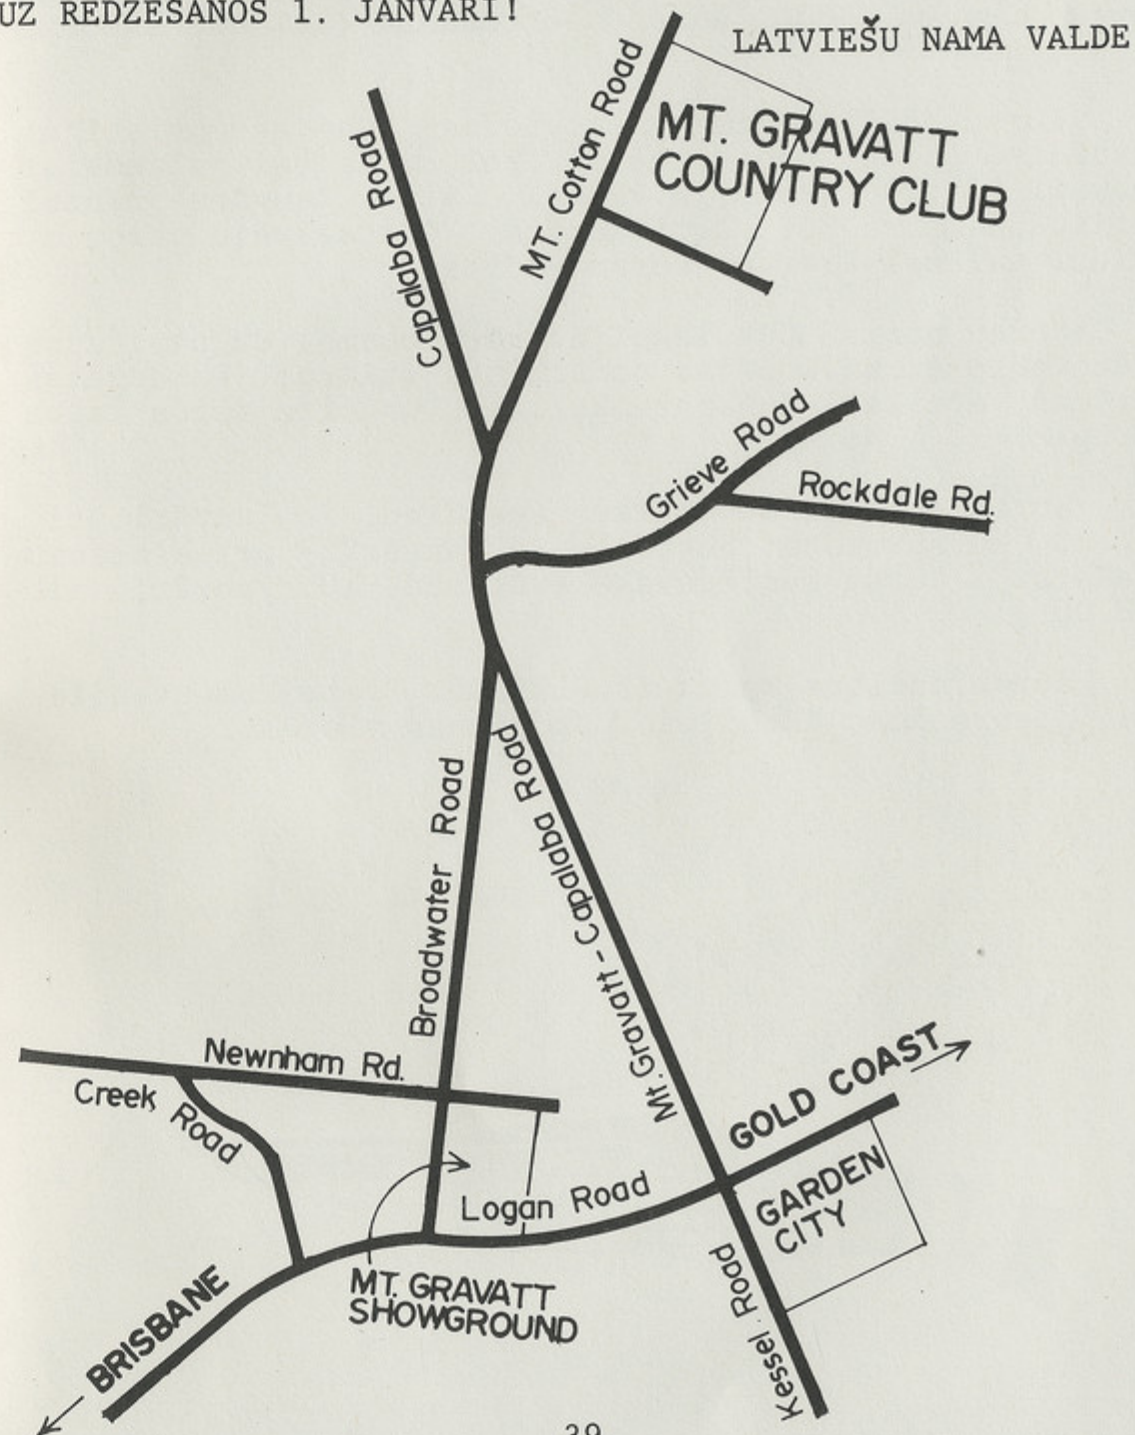 UZ REDZĒŠANOS 1. JANVĀRĪ!
LATVIEŠU NAMA VALDE
Capalaba Road
MT. Cotton Road
MT. GRAVATT
COUNTRY CLUB
Grieve Road
Rockdale Rd.
Broadwater Road
Mt. Gravatt - Capalaba Road
Newnham Rd.
Creek Road
GOLD COAST
Logan Road
GARDEN
CITY
MT. GRAVATT
SHOWGROUND
BRISBANE
Kessel Road